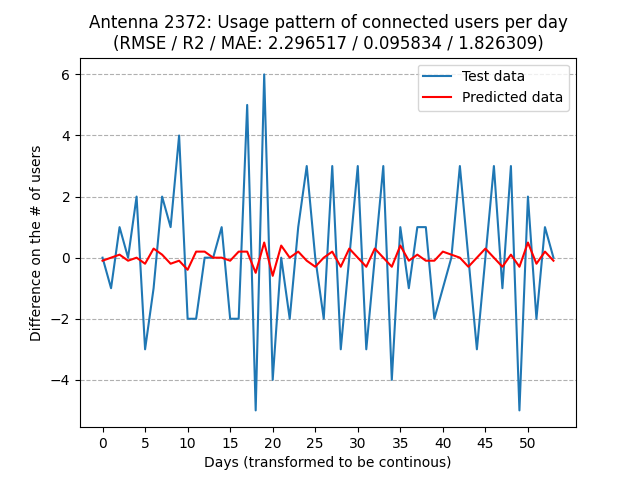 Antenna 2372: Usage pattern of connected users per day
(RMSE / R2 / MAE: 2.296517 / 0.095834 / 1.826309)
Test data
Predicted data
6
4
2
0
−2
−4
Difference on the # of users
0 5 10 15 20 25 30 35 40 45 50
Days (transformed to be continous)